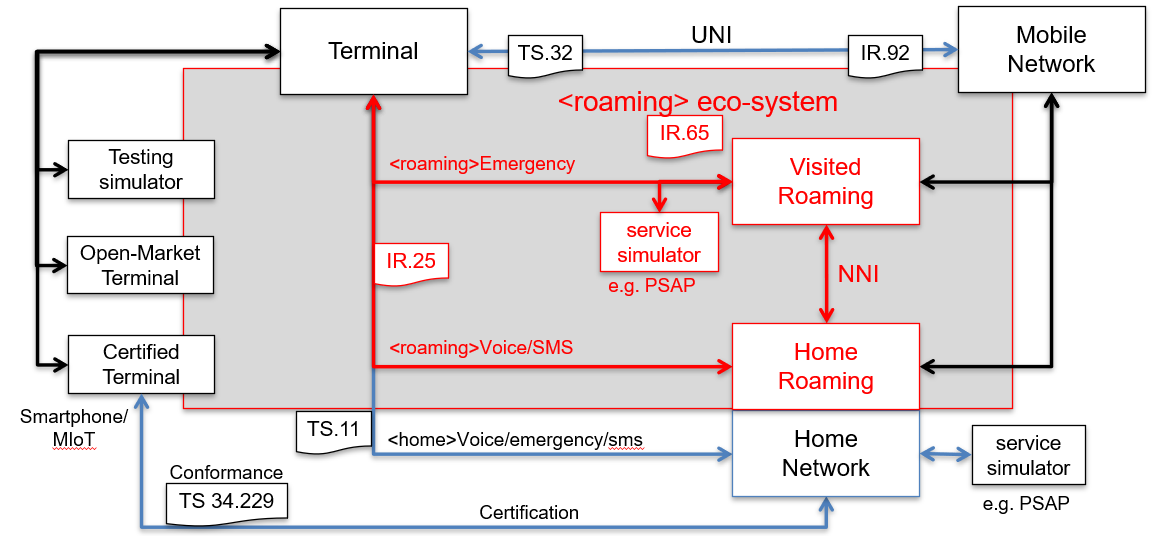 Terminal
UNI
TS.32
IR.92
Mobile
Network
<roaming> eco-system
IR.65
Testing
simulator
<roaming>Emergency
Visited
Roaming
service
simulator
e.g. PSAP
Open-Market
Terminal
IR.25
NNI
Certified
Terminal
<roaming>Voice/SMS
Home
Roaming
Smartphone/
MIoT
TS.11
<home>Voice/emergency/sms
Home
Network
service
simulator
e.g. PSAP
Conformance
TS 34.229
Certification